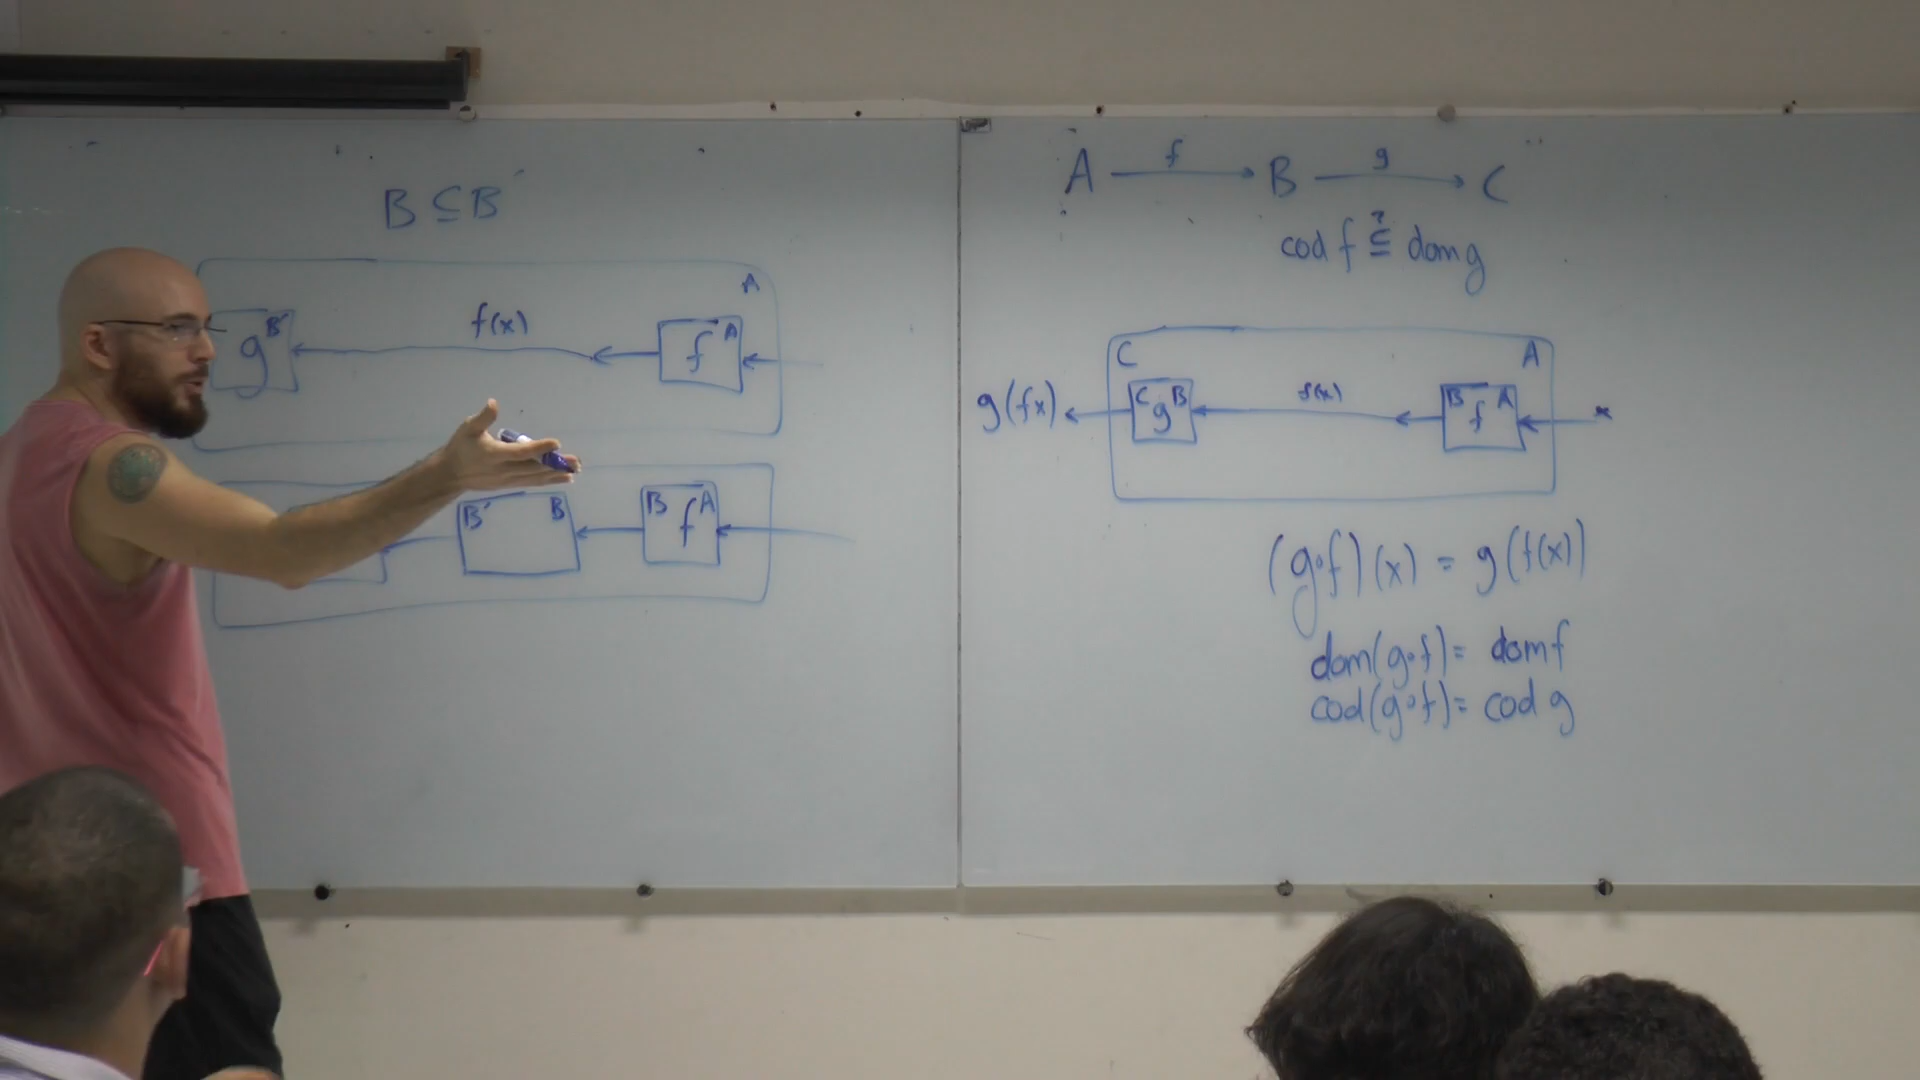 B ⊆ B'
A
g B' f(x) f A
B' B B f A
A f B g C
cod f ⊆? dom g
C A
g(fx) C g B f(x) B f A x
(g∘f)(x) = g(f(x))
dom(g∘f) = dom f
cod(g∘f) = cod g